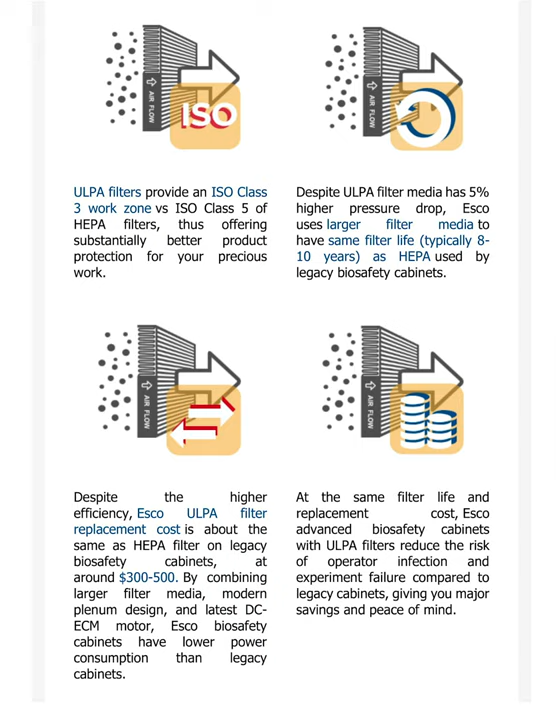 AIR FLOW
ISO
AIR FLOW
ULPA filters provide an ISO Class
3 work zone vs ISO Class 5 of
HEPA filters, thus offering
substantially better product
protection for your precious
work.
Despite ULPA filter media has 5%
higher pressure drop, Esco
uses larger filter media to
have same filter life (typically 8-
10 years) as HEPA used by
legacy biosafety cabinets.
AIR FLOW
AIR FLOW
Despite the higher
efficiency, Esco ULPA filter
replacement cost is about the
same as HEPA filter on legacy
biosafety cabinets, at
around $300-500. By combining
larger filter media, modern
plenum design, and latest DC-
ECM motor, Esco biosafety
cabinets have lower power
consumption than legacy
cabinets.
At the same filter life and
replacement cost, Esco
advanced biosafety cabinets
with ULPA filters reduce the risk
of operator infection and
experiment failure compared to
legacy cabinets, giving you major
savings and peace of mind.